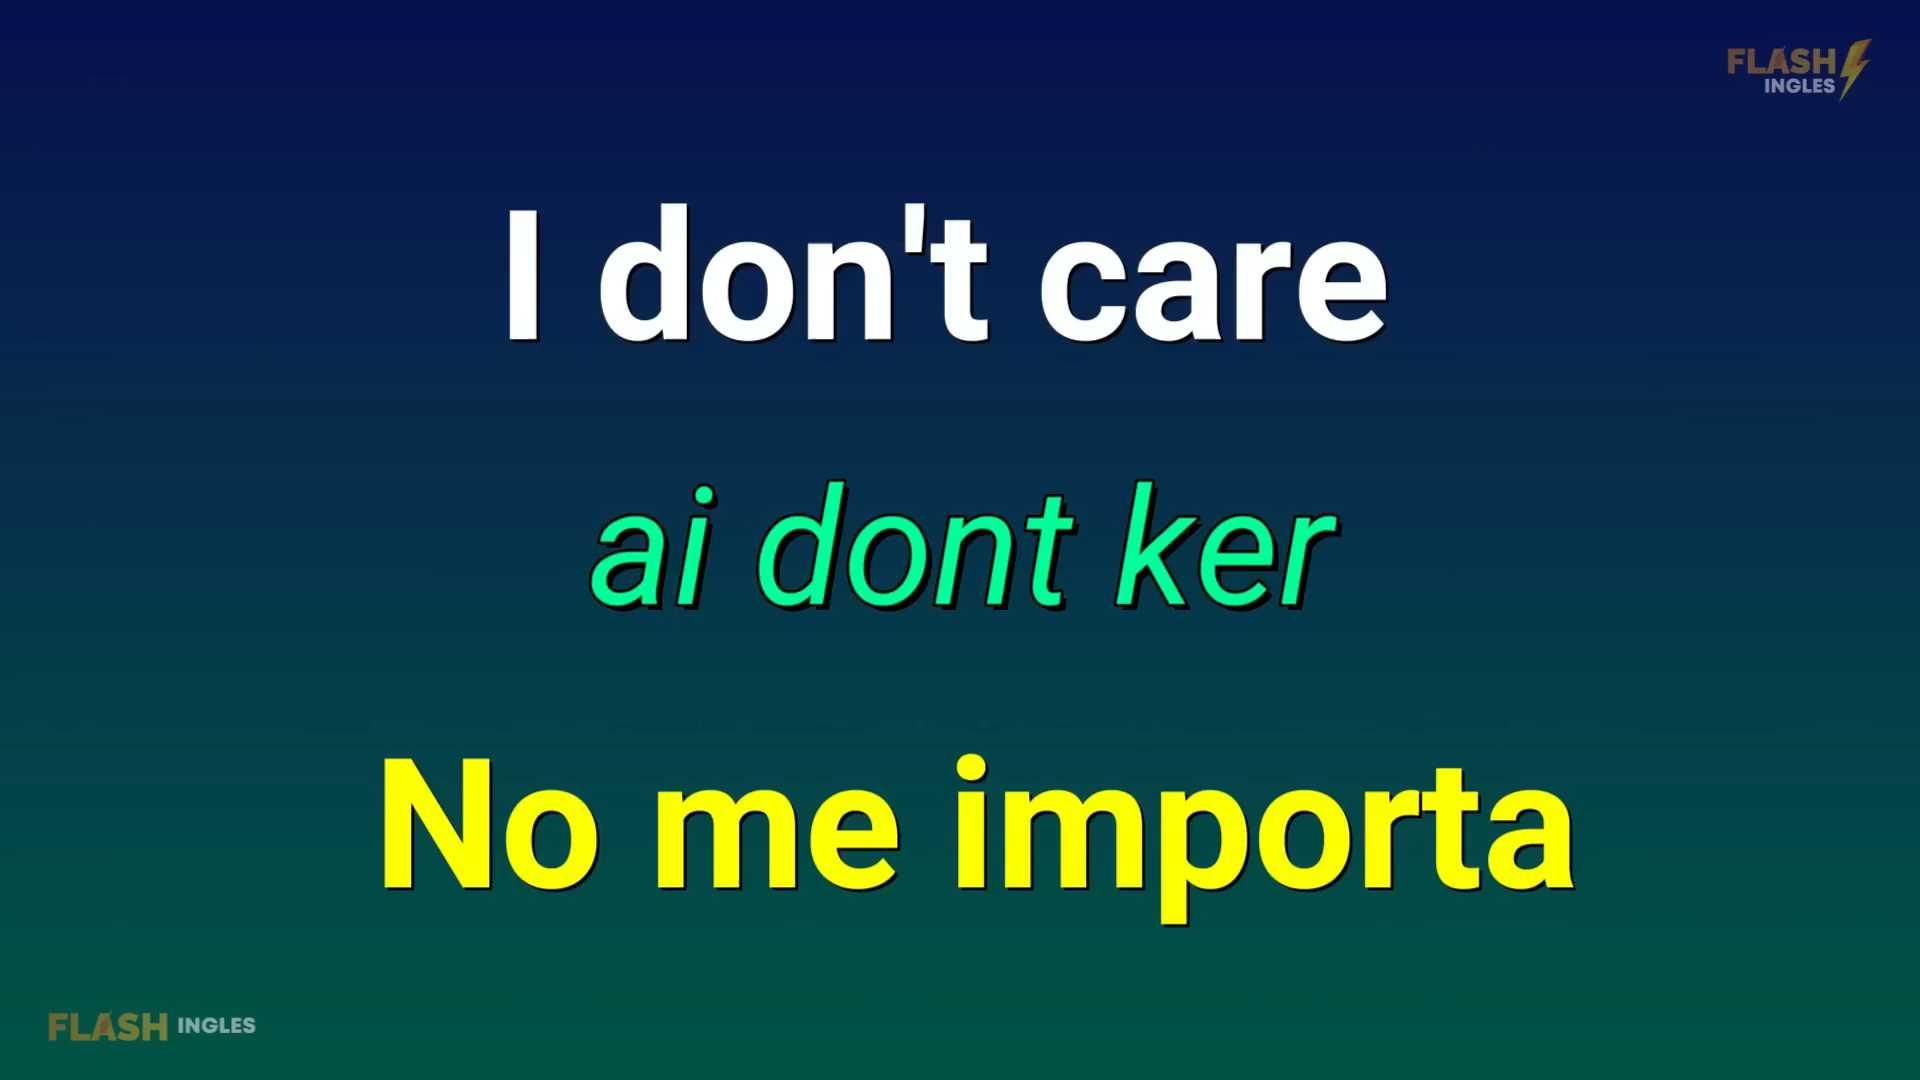 FLASH
INGLES
I don't care
ai dont ker
No me importa
FLASH INGLES